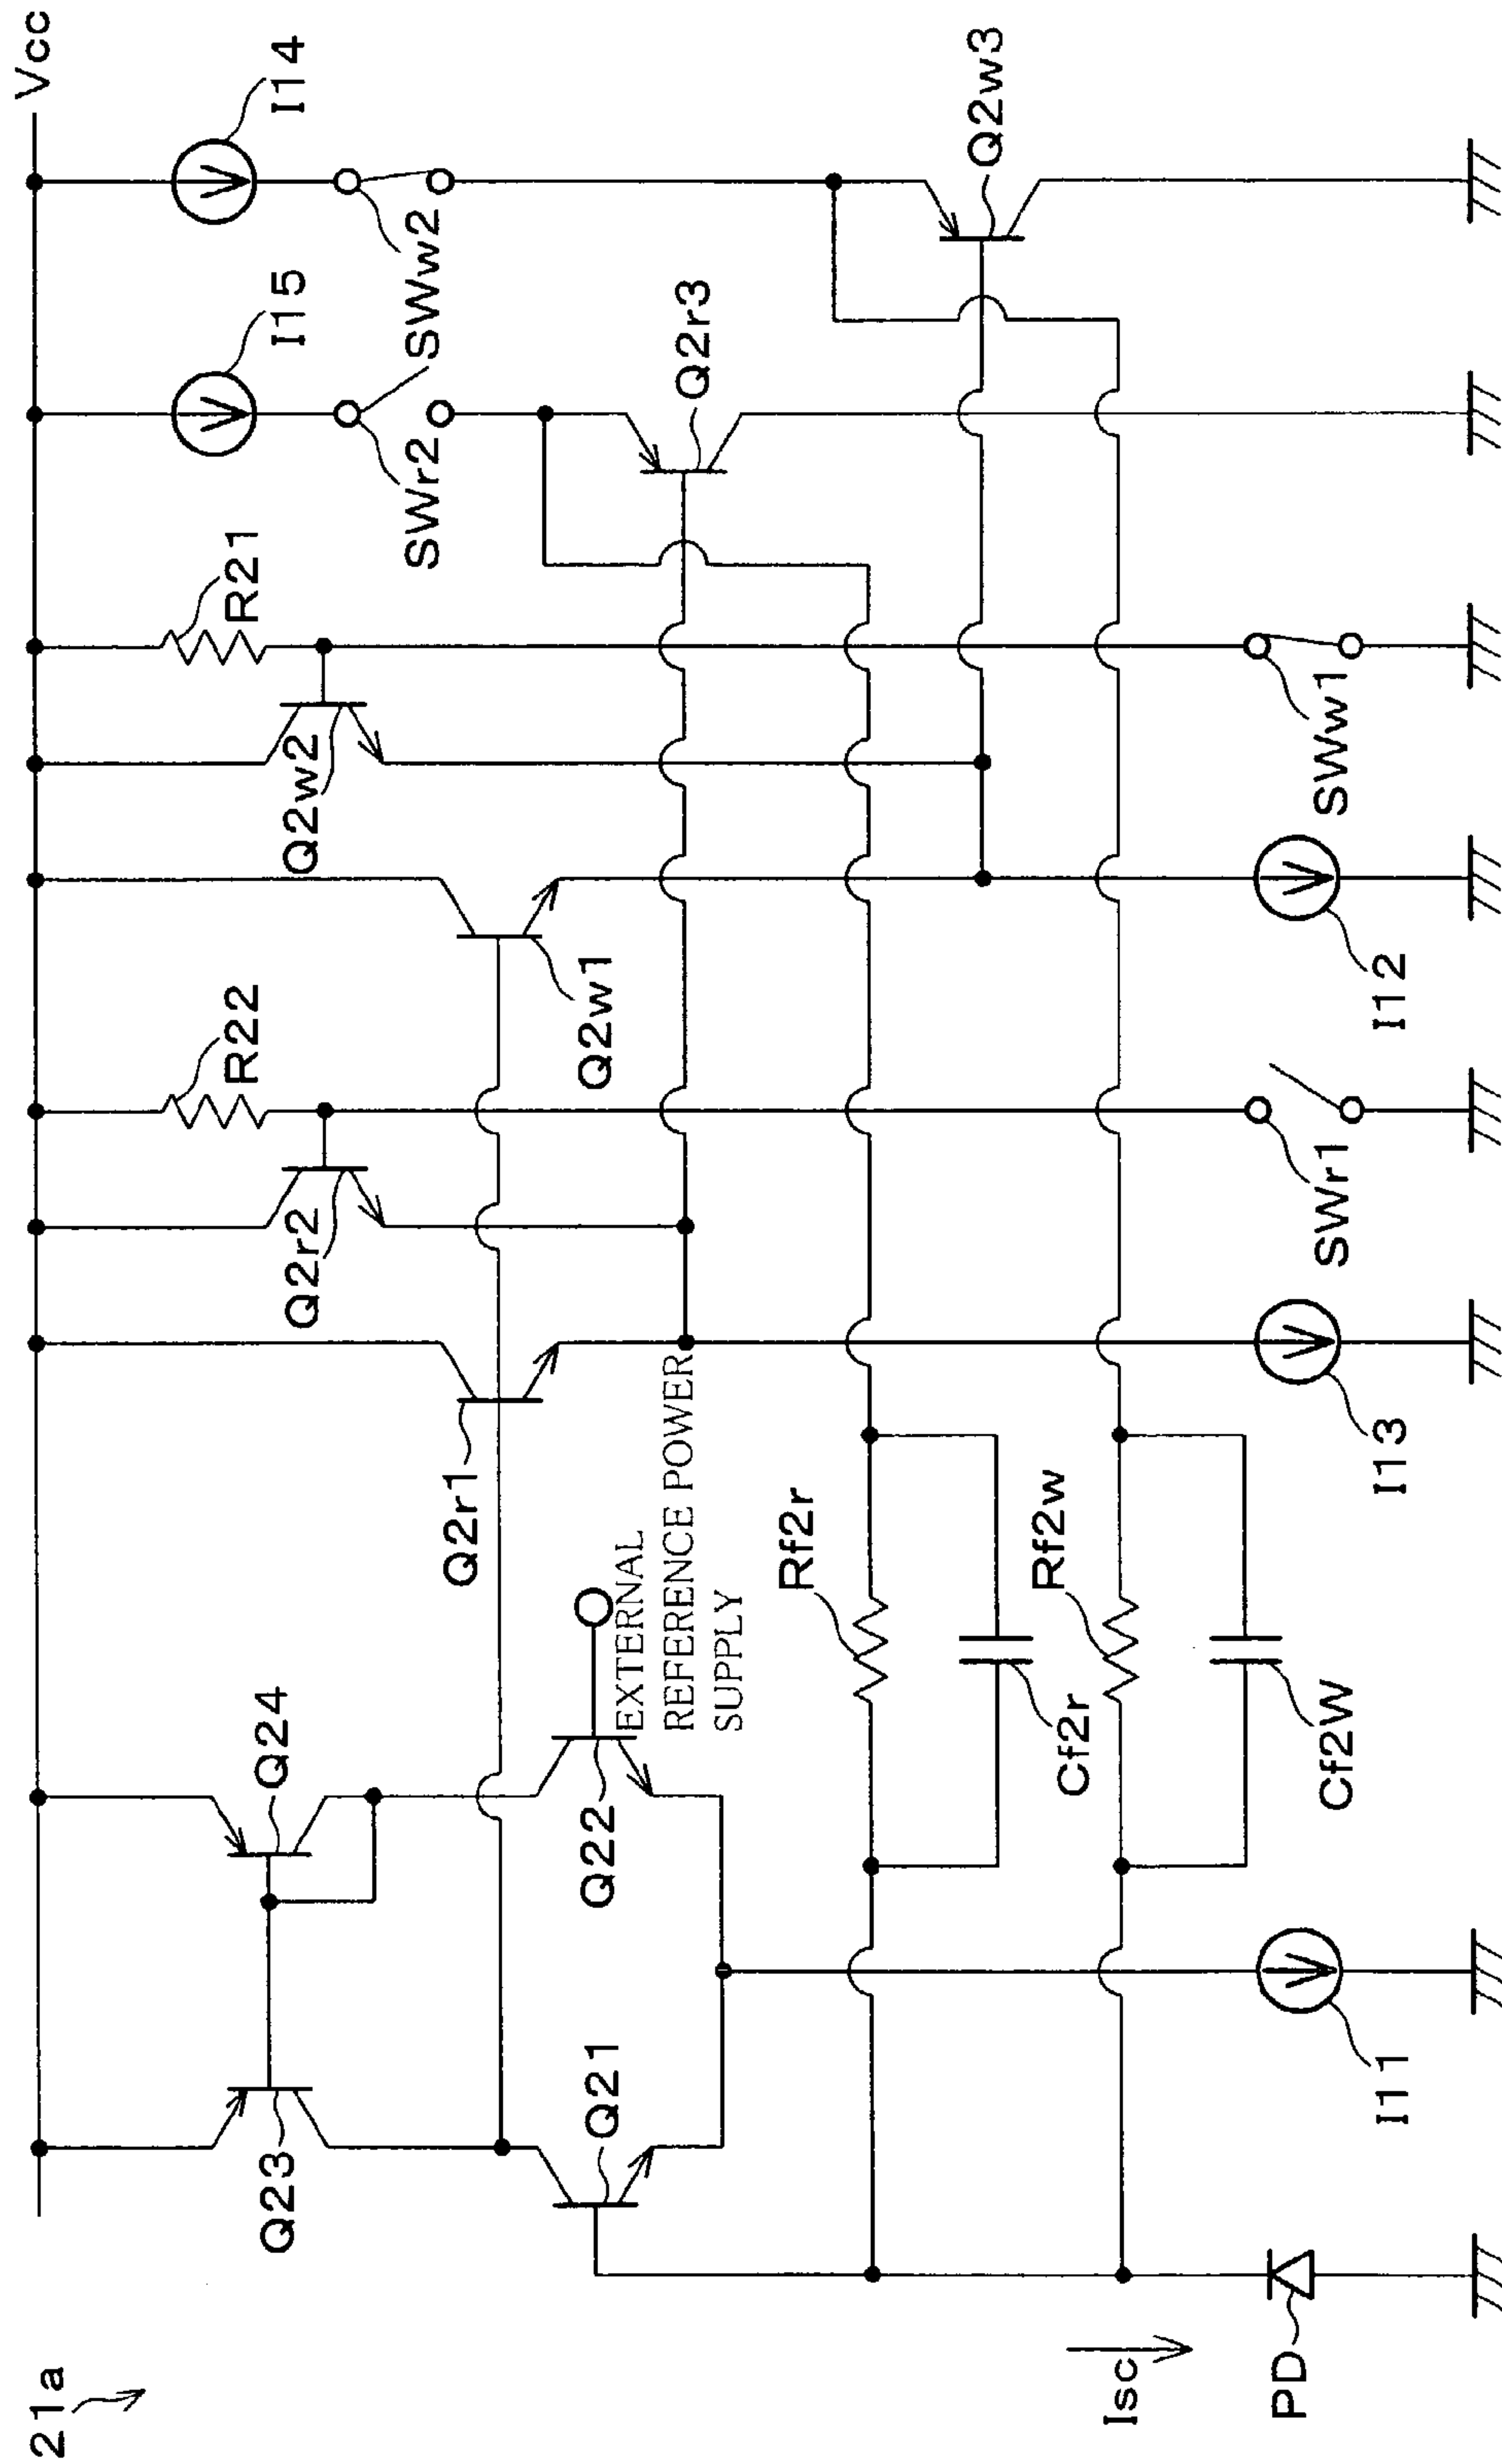 21a
Vcc
I14
I15
SWw2
SWr2
R21
Q2w2
R22
Q2r2
Q24
Q23
Q2w3
Q2r3
Q2w1
Q2r1
Q22
Q21
EXTERNAL
REFERENCE POWER
SUPPLY
Rf2r
Cf2r
Rf2w
Cf2W
SWw1
SWr1
I12
I13
I11
Isc
PD